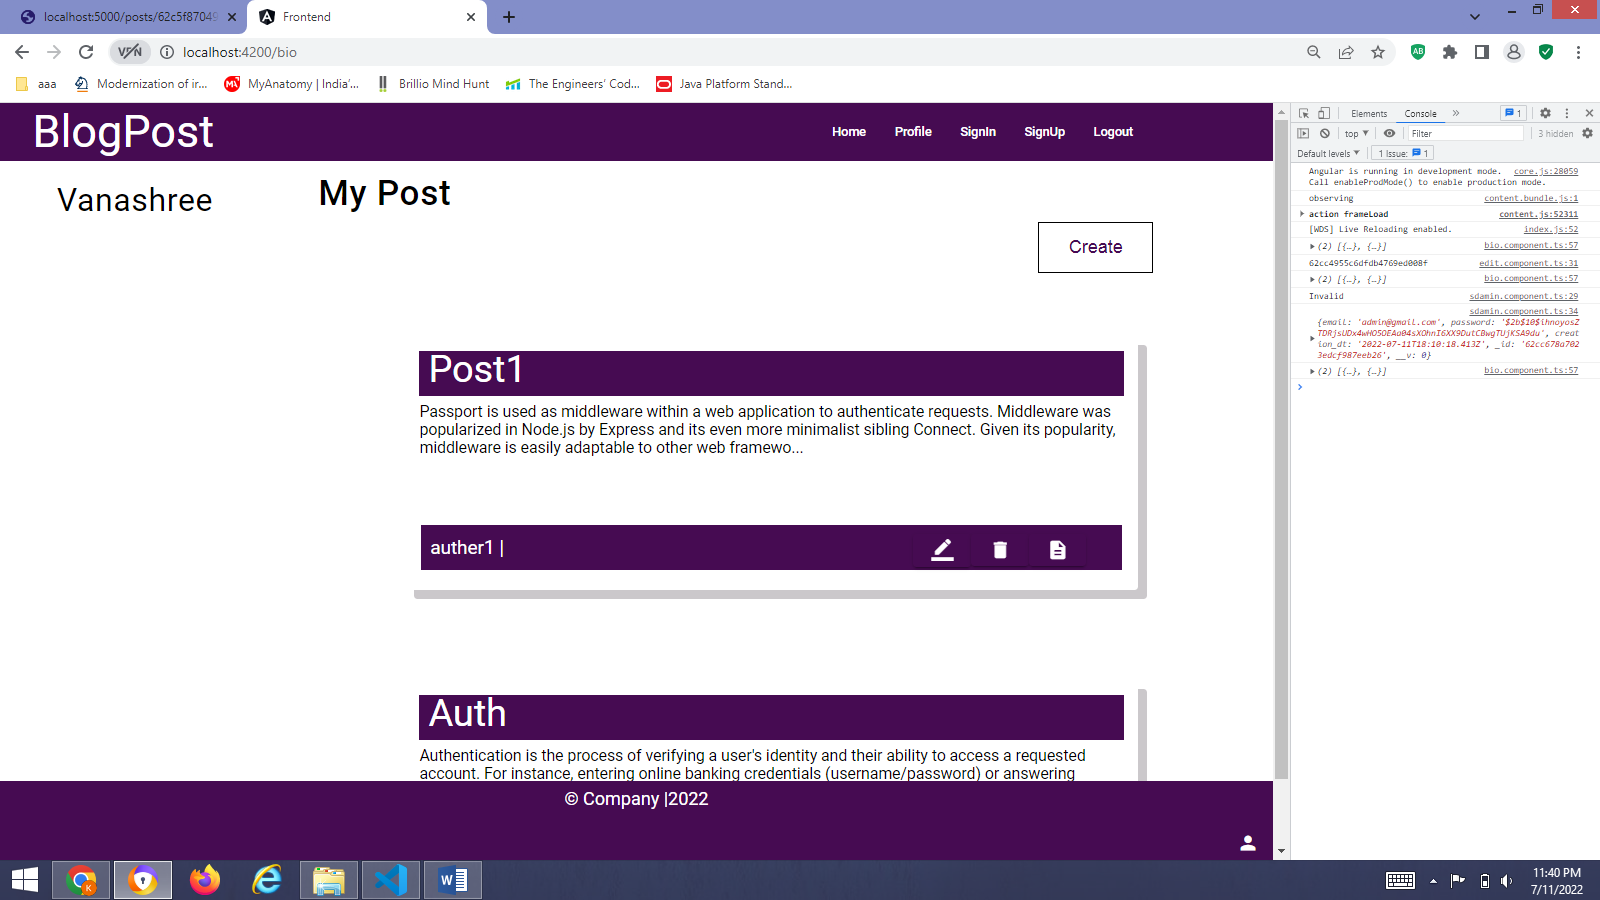 localhost:5000/posts/62c5f87049
Frontend
VPN
localhost:4200/bio
aaa
Modernization of ir...
MyAnatomy | India'...
Brillio Mind Hunt
The Engineers' Cod...
Java Platform Stand...
BlogPost
Home
Profile
SignIn
SignUp
Logout
Vanashree
My Post
Create
Post1
Passport is used as middleware within a web application to authenticate requests. Middleware was
popularized in Node.js by Express and its even more minimalist sibling Connect. Given its popularity,
middleware is easily adaptable to other web framewo...
auther1 |
Auth
Authentication is the process of verifying a user's identity and their ability to access a requested
account. For instance, entering online banking credentials (username/password) or answering
© Company |2022
Elements
Console
1
top
Filter
3 hidden
Default levels
1 Issue:
1
Angular is running in development mode. core.js:28059
Call enableProdMode() to enable production mode.
observing content.bundle.js:1
action frameLoad content.js:52311
[WDS] Live Reloading enabled. index.js:52
(2) [{…}, {…}] bio.component.ts:57
62cc4955c6dfdb4769ed008f edit.component.ts:31
(2) [{…}, {…}] bio.component.ts:57
Invalid sdamin.component.ts:29
sdamin.component.ts:34
{email: 'admin@gmail.com', password: 
creat
ion_dt: '2022-07-11T18:10:18.413Z', _id: '62cc678a702
3edcf987eeb26', __v: 0}
(2) [{…}, {…}] bio.component.ts:57
11:40 PM
7/11/2022